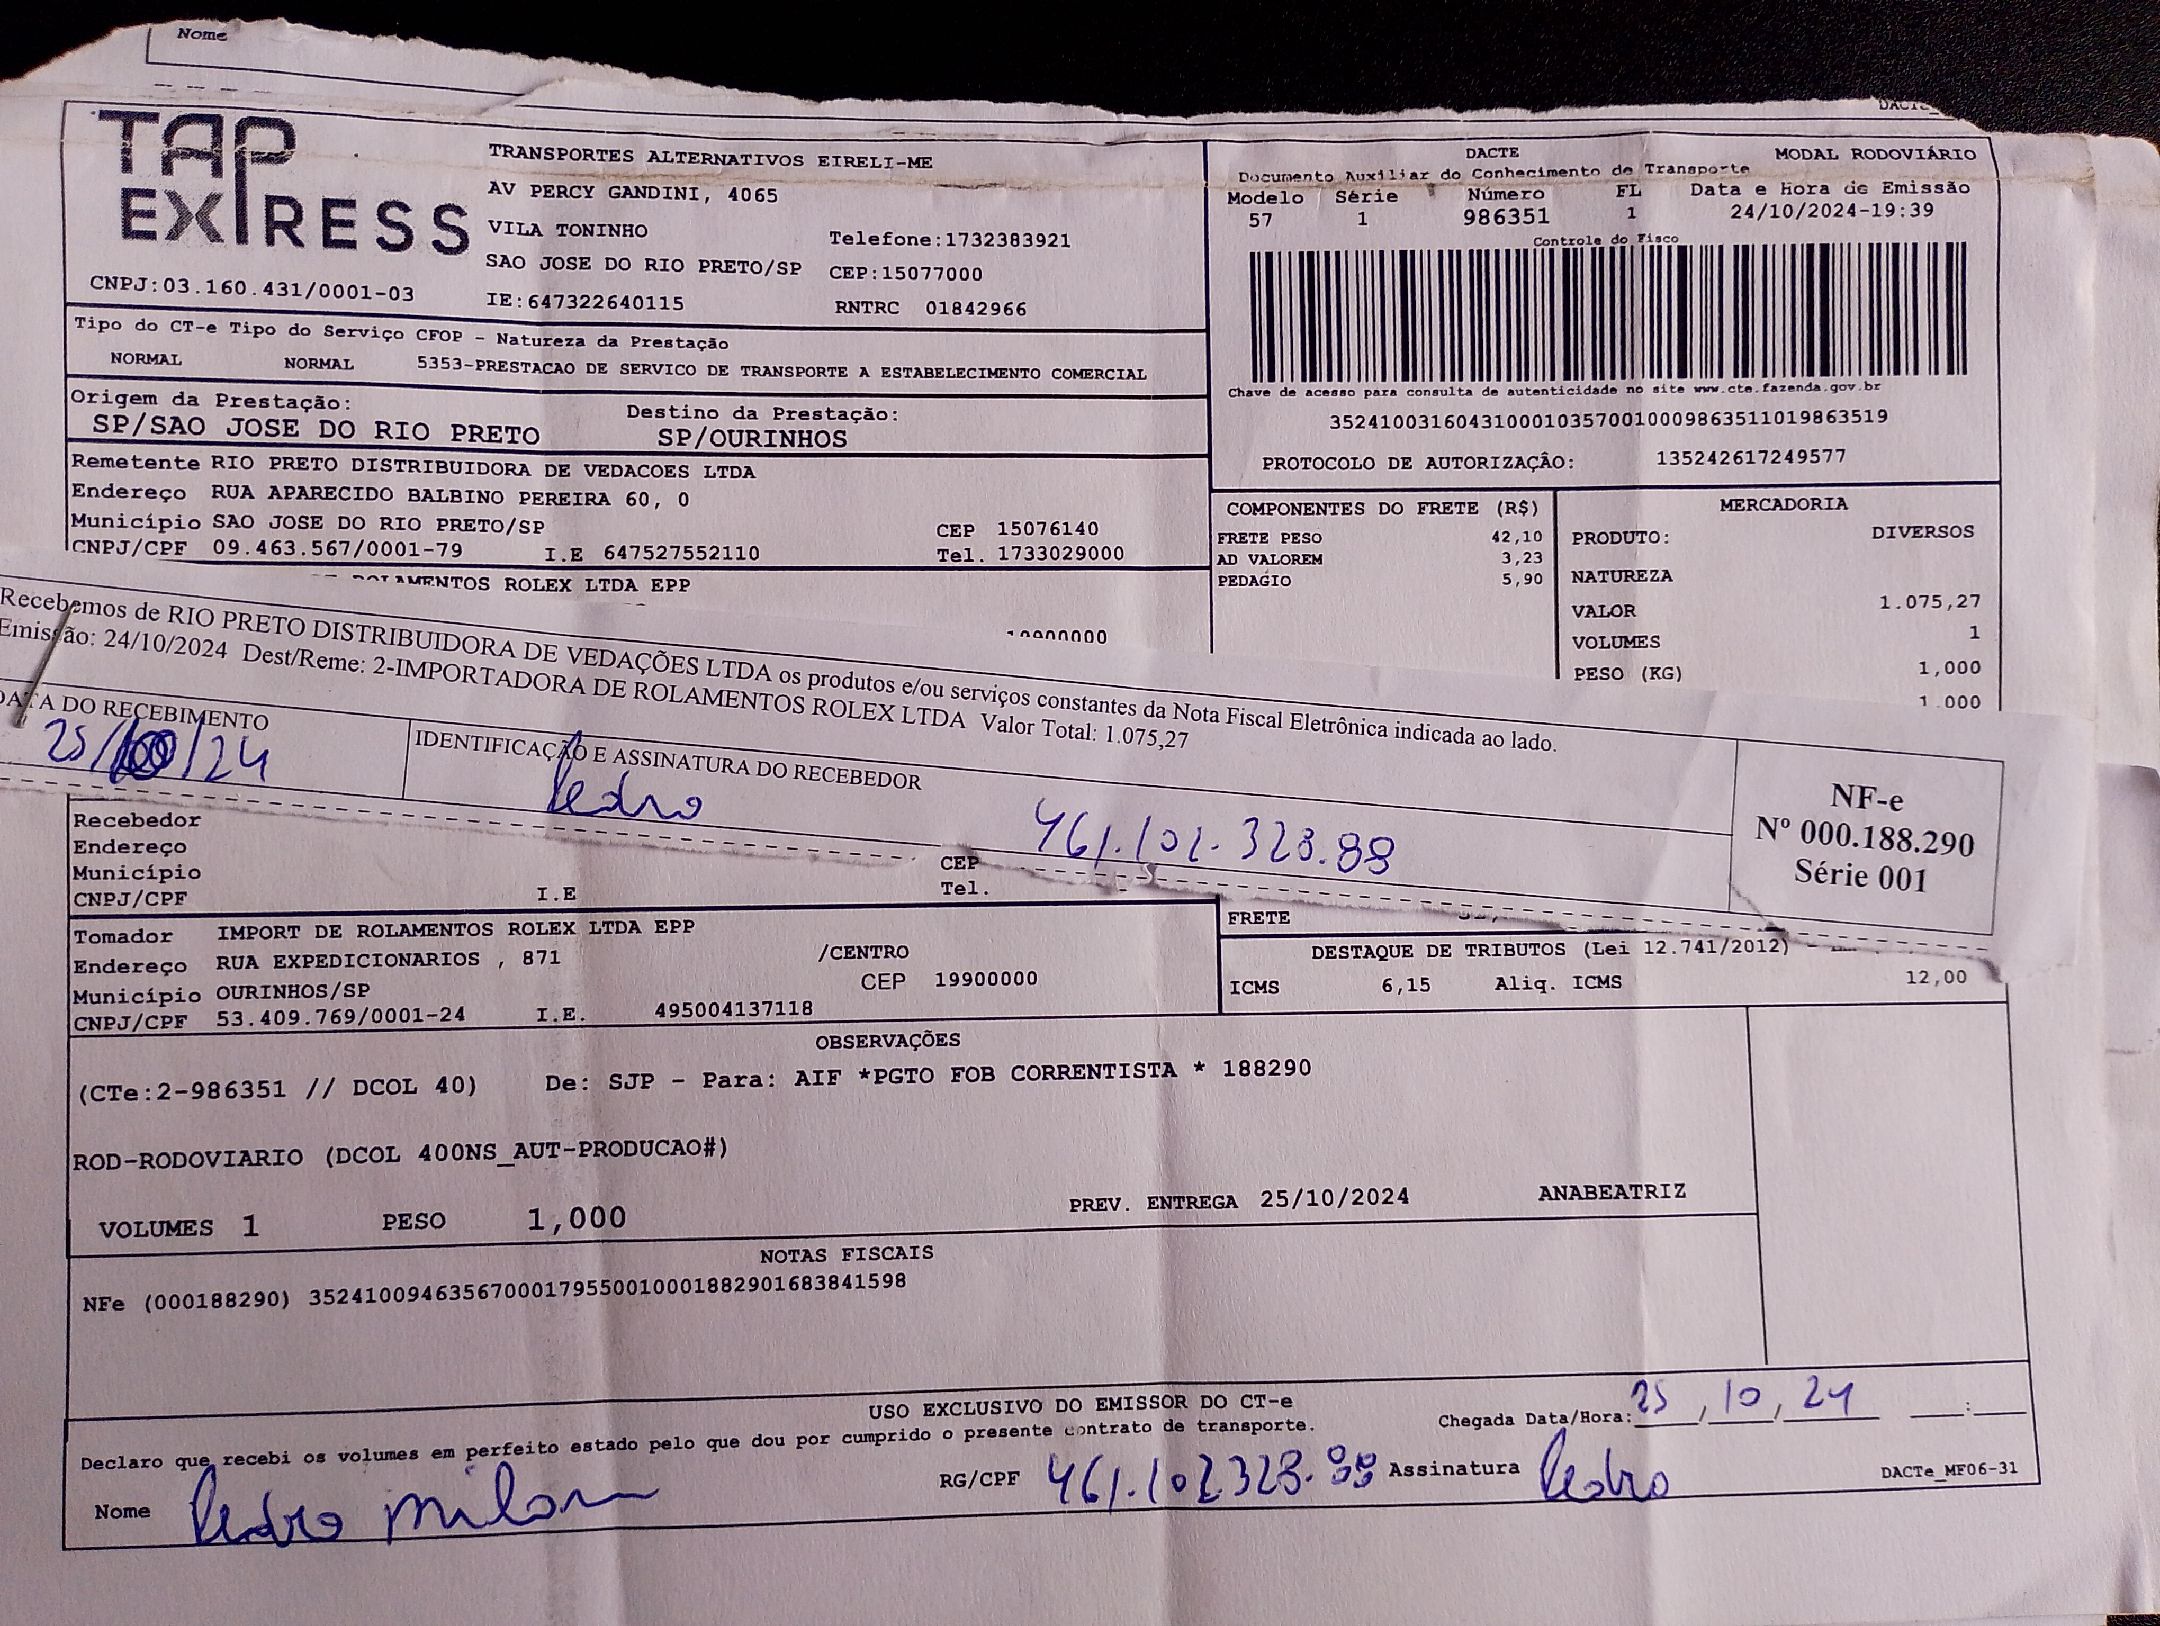 Nome
TAP EXPRESS
TRANSPORTES ALTERNATIVOS EIRELI-ME
AV PERCY GANDINI, 4065
VILA TONINHO
Telefone:1732383921
SAO JOSE DO RIO PRETO/SP CEP:15077000
CNPJ:03.160.431/0001-03
IE:647322640115 RNTRC 01842966
DACTE MODAL RODOVIÁRIO
Documento Auxiliar do Conhecimento de Transporte
Modelo Série Número FL Data e Hora de Emissão
57 1 986351 1 24/10/2024-19:39
Controle do Fisco
Chave de acesso para consulta de autenticidade no site www.cte.fazenda.gov.br
35241003160431000103570010009863511019863519
PROTOCOLO DE AUTORIZAÇÃO: 135242617249577
Tipo do CT-e Tipo do Serviço CFOP - Natureza da Prestação
NORMAL NORMAL 5353-PRESTACAO DE SERVICO DE TRANSPORTE A ESTABELECIMENTO COMERCIAL
Origem da Prestação: Destino da Prestação:
SP/SAO JOSE DO RIO PRETO SP/OURINHOS
Remetente RIO PRETO DISTRIBUIDORA DE VEDACOES LTDA
Endereço RUA APARECIDO BALBINO PEREIRA 60, 0
Município SAO JOSE DO RIO PRETO/SP CEP 15076140
CNPJ/CPF 09.463.567/0001-79 I.E 647527552110 Tel. 1733029000
ROLAMENTOS ROLEX LTDA EPP
COMPONENTES DO FRETE (R$)
FRETE PESO 42,10
AD VALOREM 3,23
PEDAGIO 5,90
MERCADORIA
PRODUTO: DIVERSOS
NATUREZA
VALOR 1.075,27
VOLUMES 1
PESO (KG) 1,000
1.000
Recebemos de RIO PRETO DISTRIBUIDORA DE VEDAÇÕES LTDA os produtos e/ou serviços constantes da Nota Fiscal Eletrônica indicada ao lado.
Emissão: 24/10/2024 Dest/Reme: 2-IMPORTADORA DE ROLAMENTOS ROLEX LTDA Valor Total: 1.075,27
DATA DO RECEBIMENTO
IDENTIFICAÇÃO E ASSINATURA DO RECEBEDOR
Pedro 461.102.328.88
NF-e
Nº 000.188.290
Série 001
Recebedor
Endereço
Município CEP
CNPJ/CPF I.E Tel.
Tomador IMPORT DE ROLAMENTOS ROLEX LTDA EPP
Endereço RUA EXPEDICIONARIOS , 871 /CENTRO
Município OURINHOS/SP CEP 19900000
CNPJ/CPF 53.409.769/0001-24 I.E. 495004137118
FRETE
DESTAQUE DE TRIBUTOS (Lei 12.741/2012)
ICMS 6,15 Aliq. ICMS 12,00
OBSERVAÇÕES
(CTe:2-986351 // DCOL 40) De: SJP - Para: AIF *PGTO FOB CORRENTISTA * 188290
ROD-RODOVIARIO (DCOL 400NS_AUT-PRODUCAO#)
VOLUMES 1 PESO 1,000 PREV. ENTREGA 25/10/2024 ANABEATRIZ
NOTAS FISCAIS
NFe (000188290) 35241009463567000179550010001882901683841598
USO EXCLUSIVO DO EMISSOR DO CT-e
Declaro que recebi os volumes em perfeito estado pelo que dou por cumprido o presente contrato de transporte.
Chegada Data/Hora: 25/10/24
Nome Pedro Milon RG/CPF 461.102328.88 Assinatura Pedro
DACTe_MF06-31